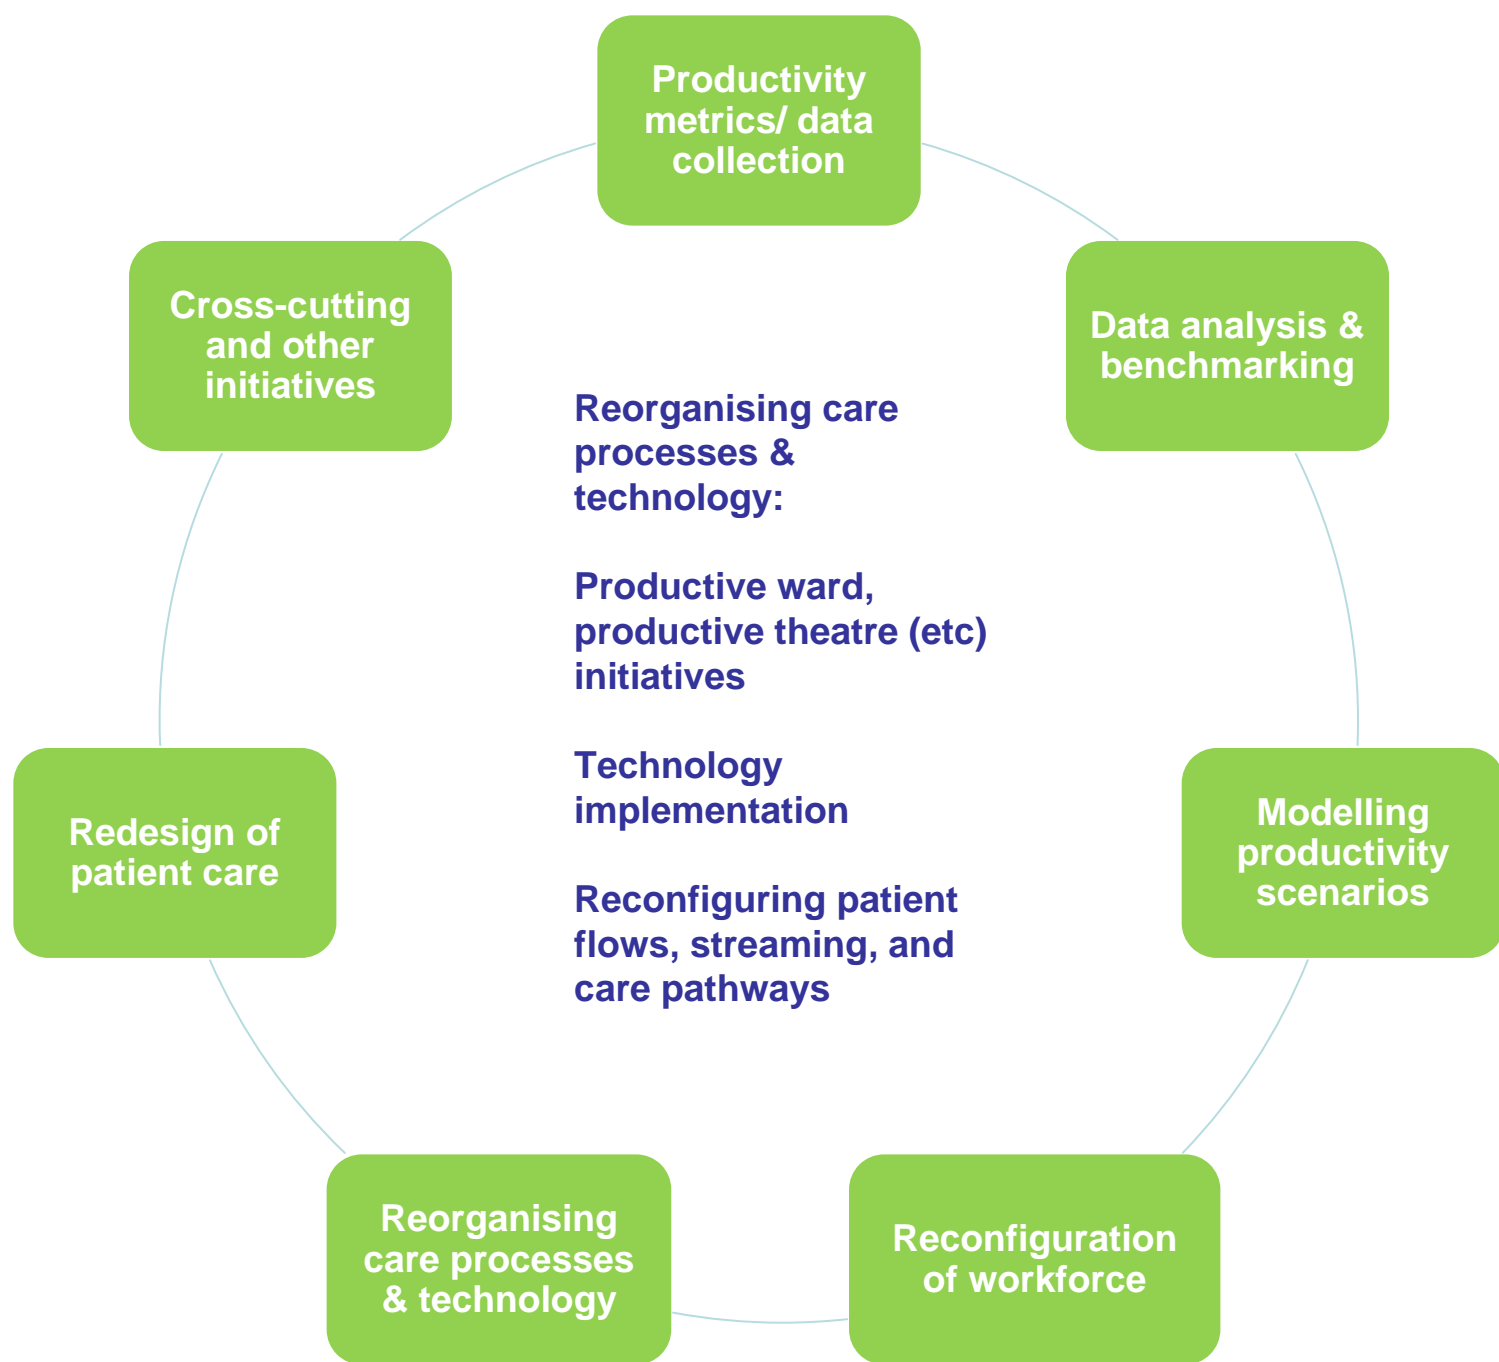 Productivity
metrics/ data
collection
Data analysis &
benchmarking
Modelling
productivity
scenarios
Reconfiguration
of workforce
Reorganising
care processes
& technology
Redesign of
patient care
Cross-cutting
and other
initiatives
Reorganising care
processes &
technology:
Productive ward,
productive theatre (etc)
initiatives
Technology
implementation
Reconfiguring patient
flows, streaming, and
care pathways